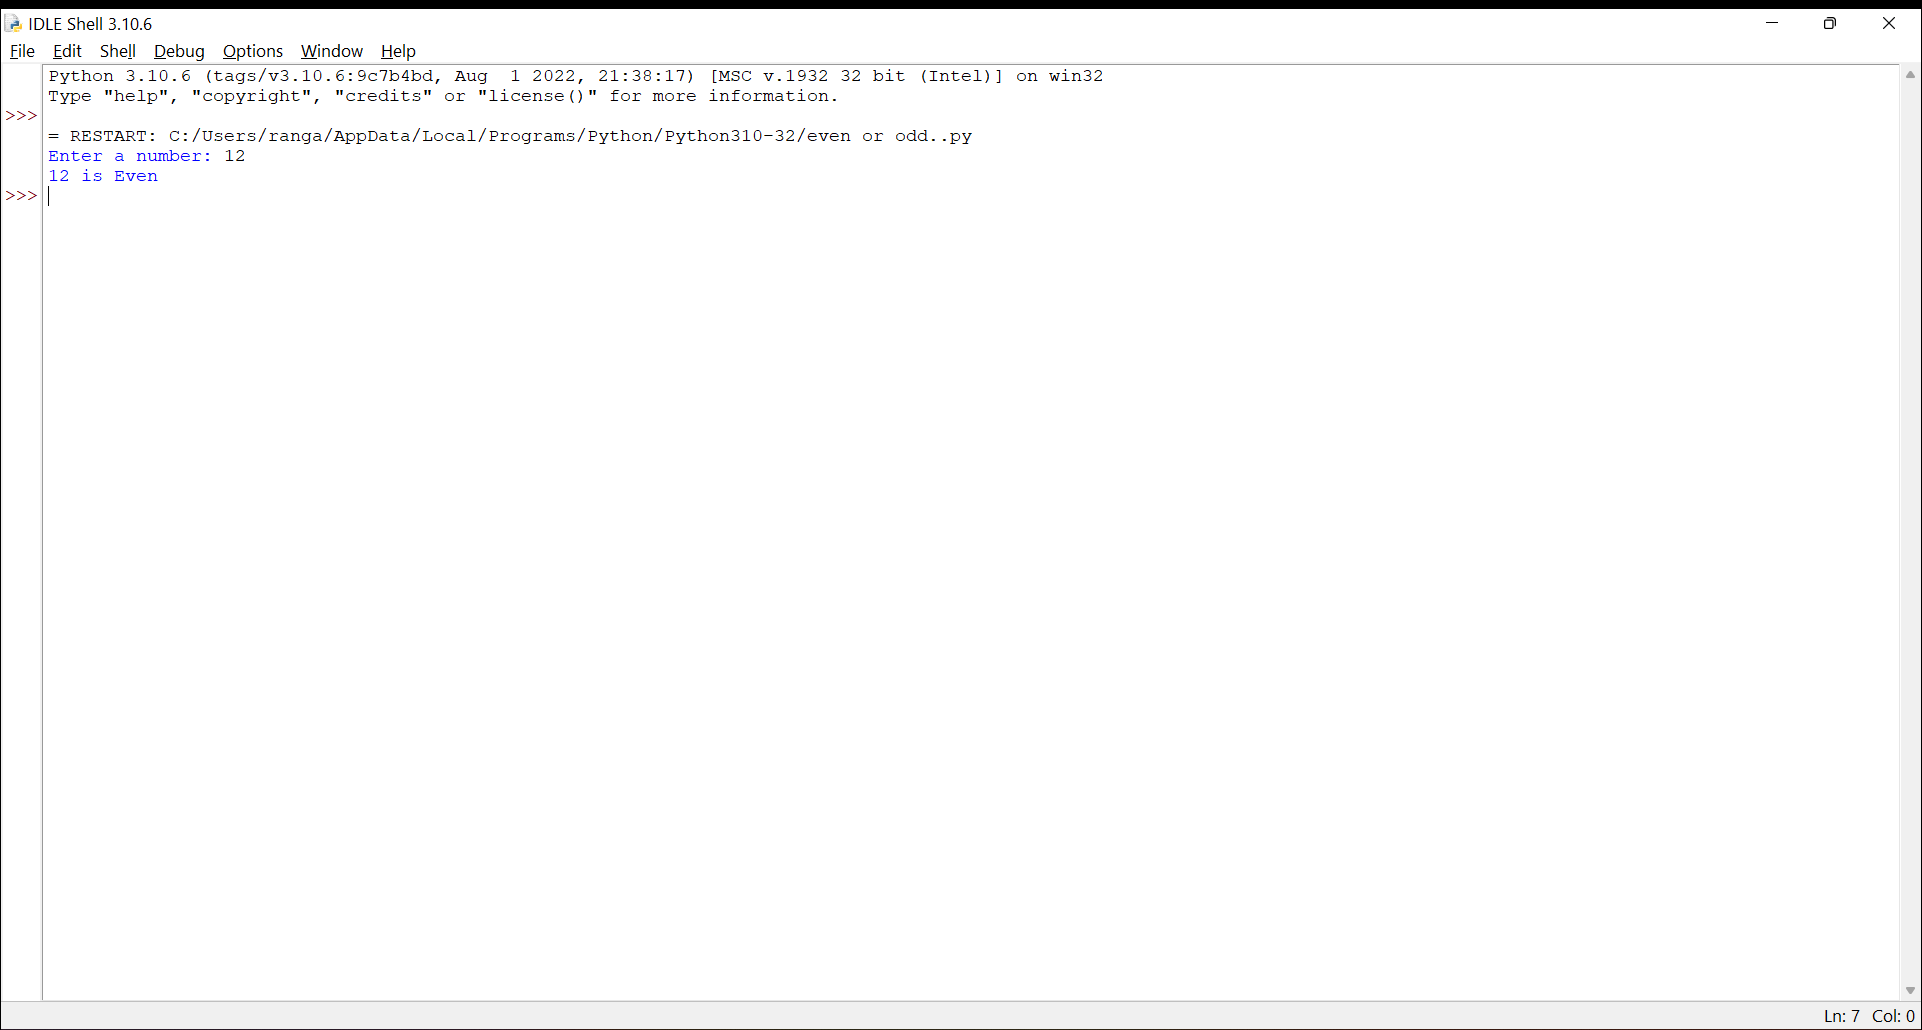 IDLE Shell 3.10.6
File Edit Shell Debug Options Window Help
Python 3.10.6 (tags/v3.10.6:9c7b4bd, Aug  1 2022, 21:38:17) [MSC v.1932 32 bit (Intel)] on win32
Type "help", "copyright", "credits" or "license()" for more information.
>>>
= RESTART: C:/Users/ranga/AppData/Local/Programs/Python/Python310-32/even or odd..py
Enter a number: 12
12 is Even
>>>
Ln: 7 Col: 0